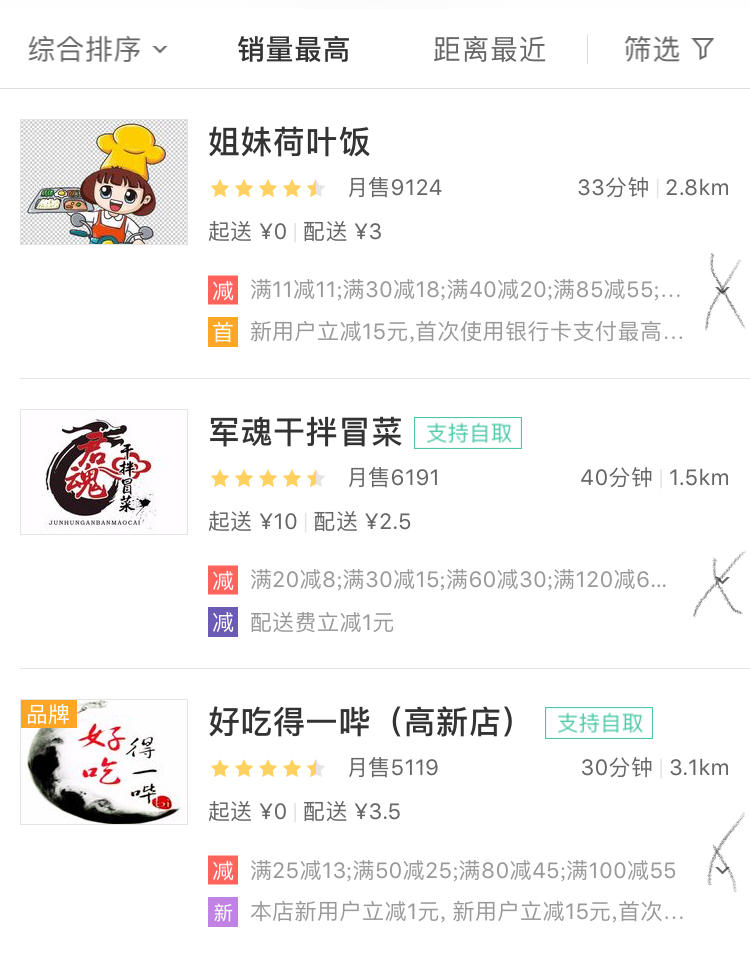 综合排序 销量最高 距离最近 筛选
姐妹荷叶饭
月售9124 33分钟 2.8km
起送 ¥0 配送 ¥3
减 满11减11;满30减18;满40减20;满85减55;...
首 新用户立减15元,首次使用银行卡支付最高...
君魂
干拌冒菜
JUNHUNGANBANMAOCAI
军魂干拌冒菜 支持自取
月售6191 40分钟 1.5km
起送 ¥10 配送 ¥2.5
减 满20减8;满30减15;满60减30;满120减6...
减 配送费立减1元
品牌
好吃
得一哔
好吃得一哔（高新店） 支持自取
月售5119 30分钟 3.1km
起送 ¥0 配送 ¥3.5
减 满25减13;满50减25;满80减45;满100减55
新 本店新用户立减1元, 新用户立减15元,首次...